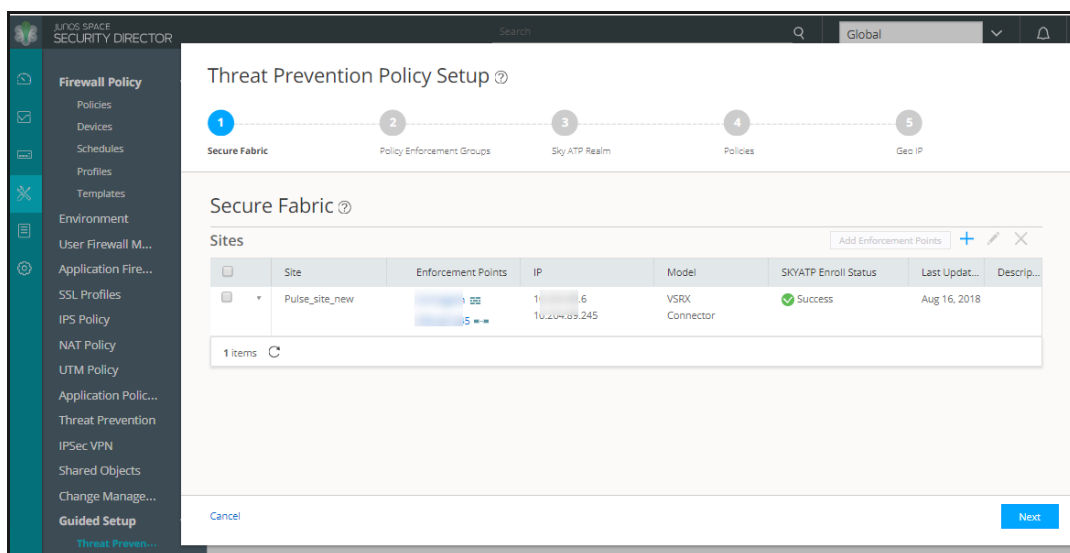 JUNOS SPACE
SECURITY DIRECTOR
Search
Global
Firewall Policy
Policies
Devices
Schedules
Profiles
Templates
Environment
User Firewall M...
Application Fire...
SSL Profiles
IPS Policy
NAT Policy
UTM Policy
Application Polic...
Threat Prevention
IPSec VPN
Shared Objects
Change Manage...
Guided Setup
Threat Preven...
Threat Prevention Policy Setup ?
1 2 3 4 5
Secure Fabric Policy Enforcement Groups Sky ATP Realm Policies Geo IP
Secure Fabric ?
Sites
Add Enforcement Points
Site Enforcement Points IP Model SKYATP Enroll Status Last Updat... Descrip...
Pulse_site_new .6 VSRX Success Aug 16, 2018
Connector
1 items
Cancel
Next